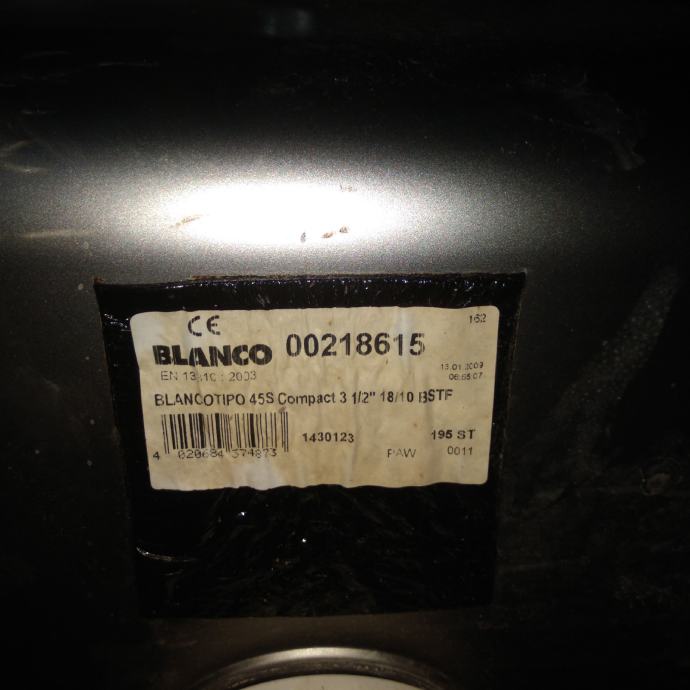 CE
162
BLANCO 00218615
13.01.2009
EN 13310 : 2003
06:55:07
BLANCOTIPO 45S Compact 3 1/2" 18/10 BSTF
1430123
195 ST
4 020684 374873
PAW 0011